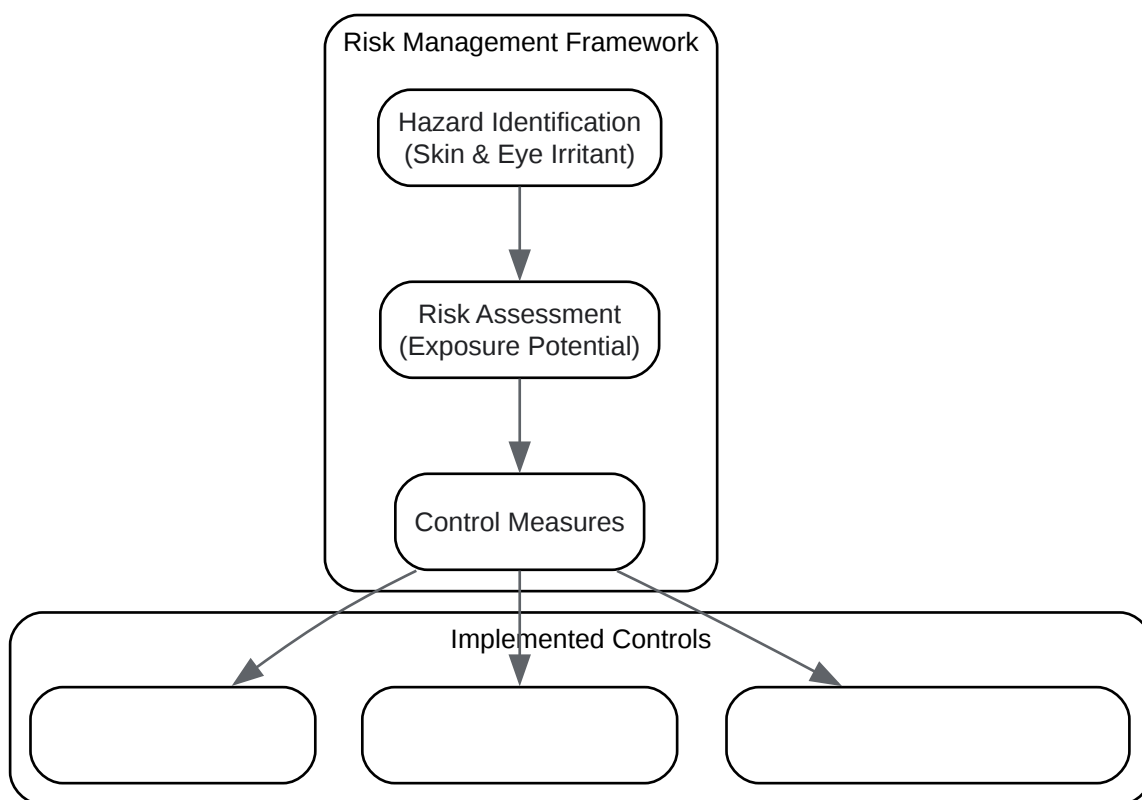 Risk Management Framework
Hazard Identification
(Skin & Eye Irritant)
Risk Assessment
(Exposure Potential)
Control Measures
Implemented Controls